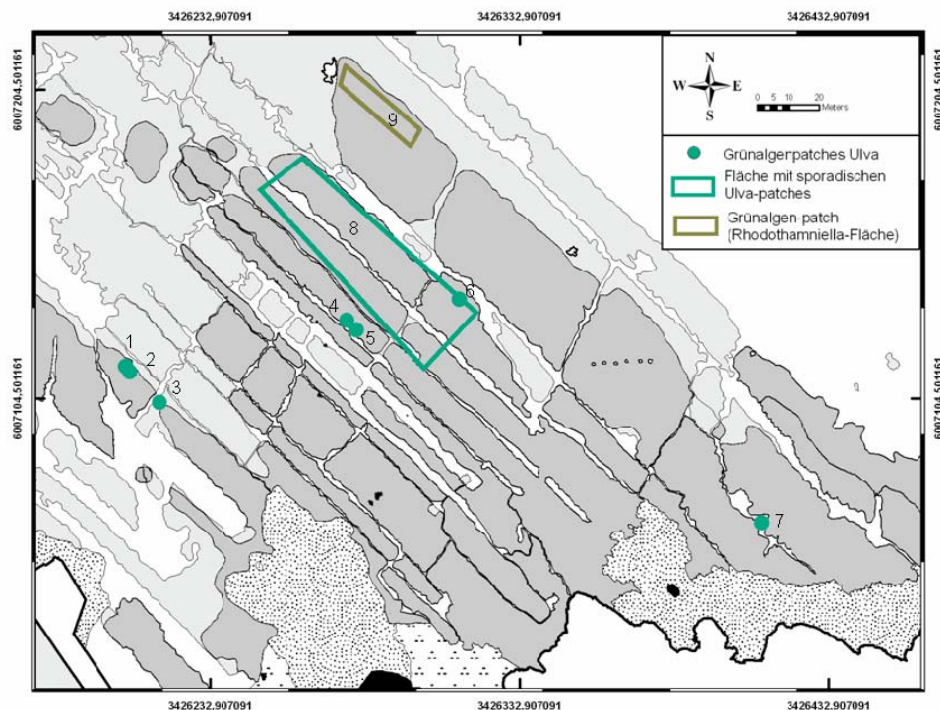 3426232,907091 3426332,907091 3426432,907091
6007204,501161
6007204,501161
N
W E
S
0 5 10 20
Meters
Grünalgerpatches Ulva
Fläche mit sporadischen
Ulva-patches
Grünalgen-patch
(Rhodothamniella-Fläche)
9
8
6
4
5
1
2
3
7
6007104,501161
6007104,501161
3426232,907091 3426332,907091 3426432,907091